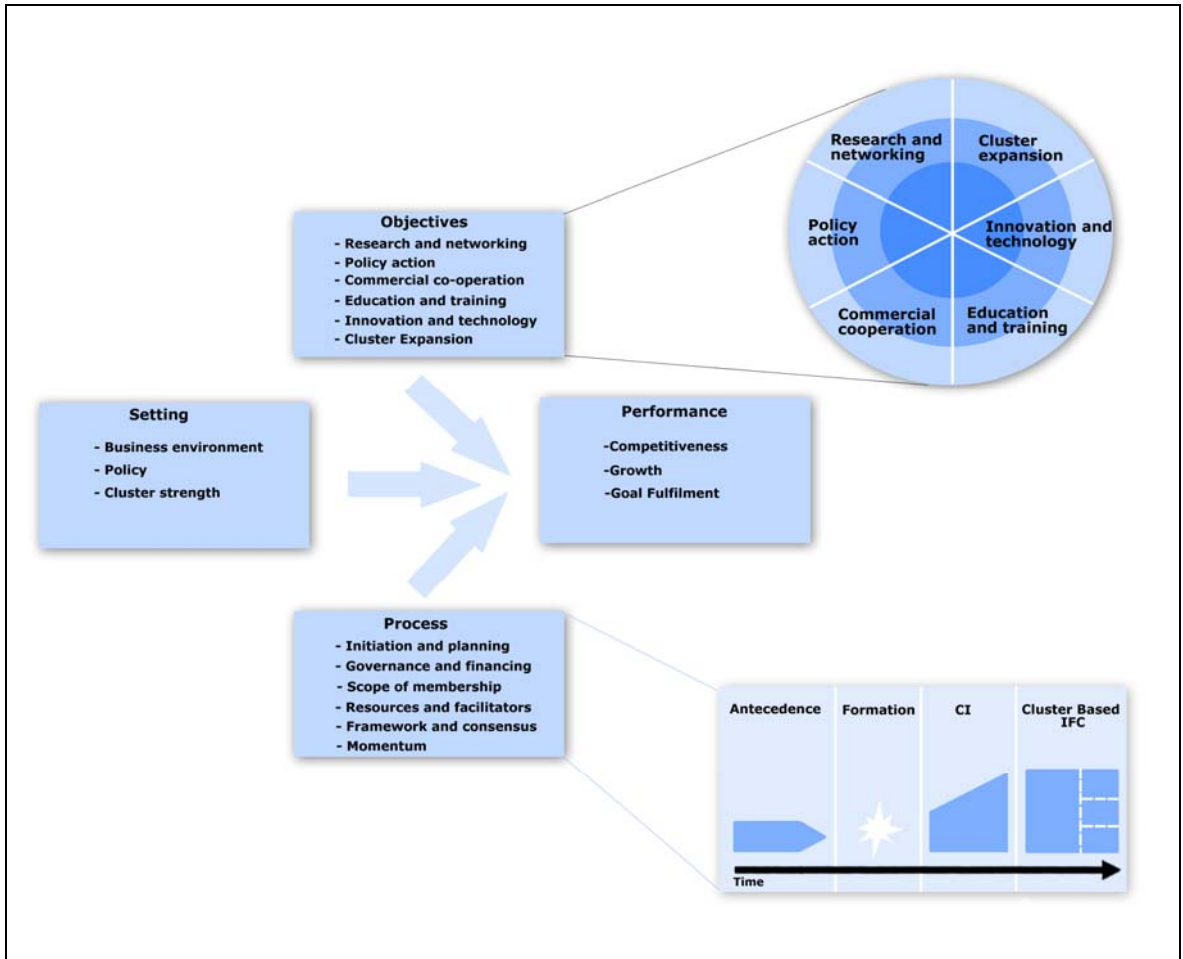 Objectives
- Research and networking
- Policy action
- Commercial co-operation
- Education and training
- Innovation and technology
- Cluster Expansion
Research and
networking
Cluster
expansion
Policy
action
Innovation and
technology
Commercial
cooperation
Education
and training
Setting
- Business environment
- Policy
- Cluster strength
Performance
-Competitiveness
-Growth
-Goal Fulfilment
Process
- Initiation and planning
- Governance and financing
- Scope of membership
- Resources and facilitators
- Framework and consensus
- Momentum
Antecedence
Formation
CI
Cluster Based
IFC
Time